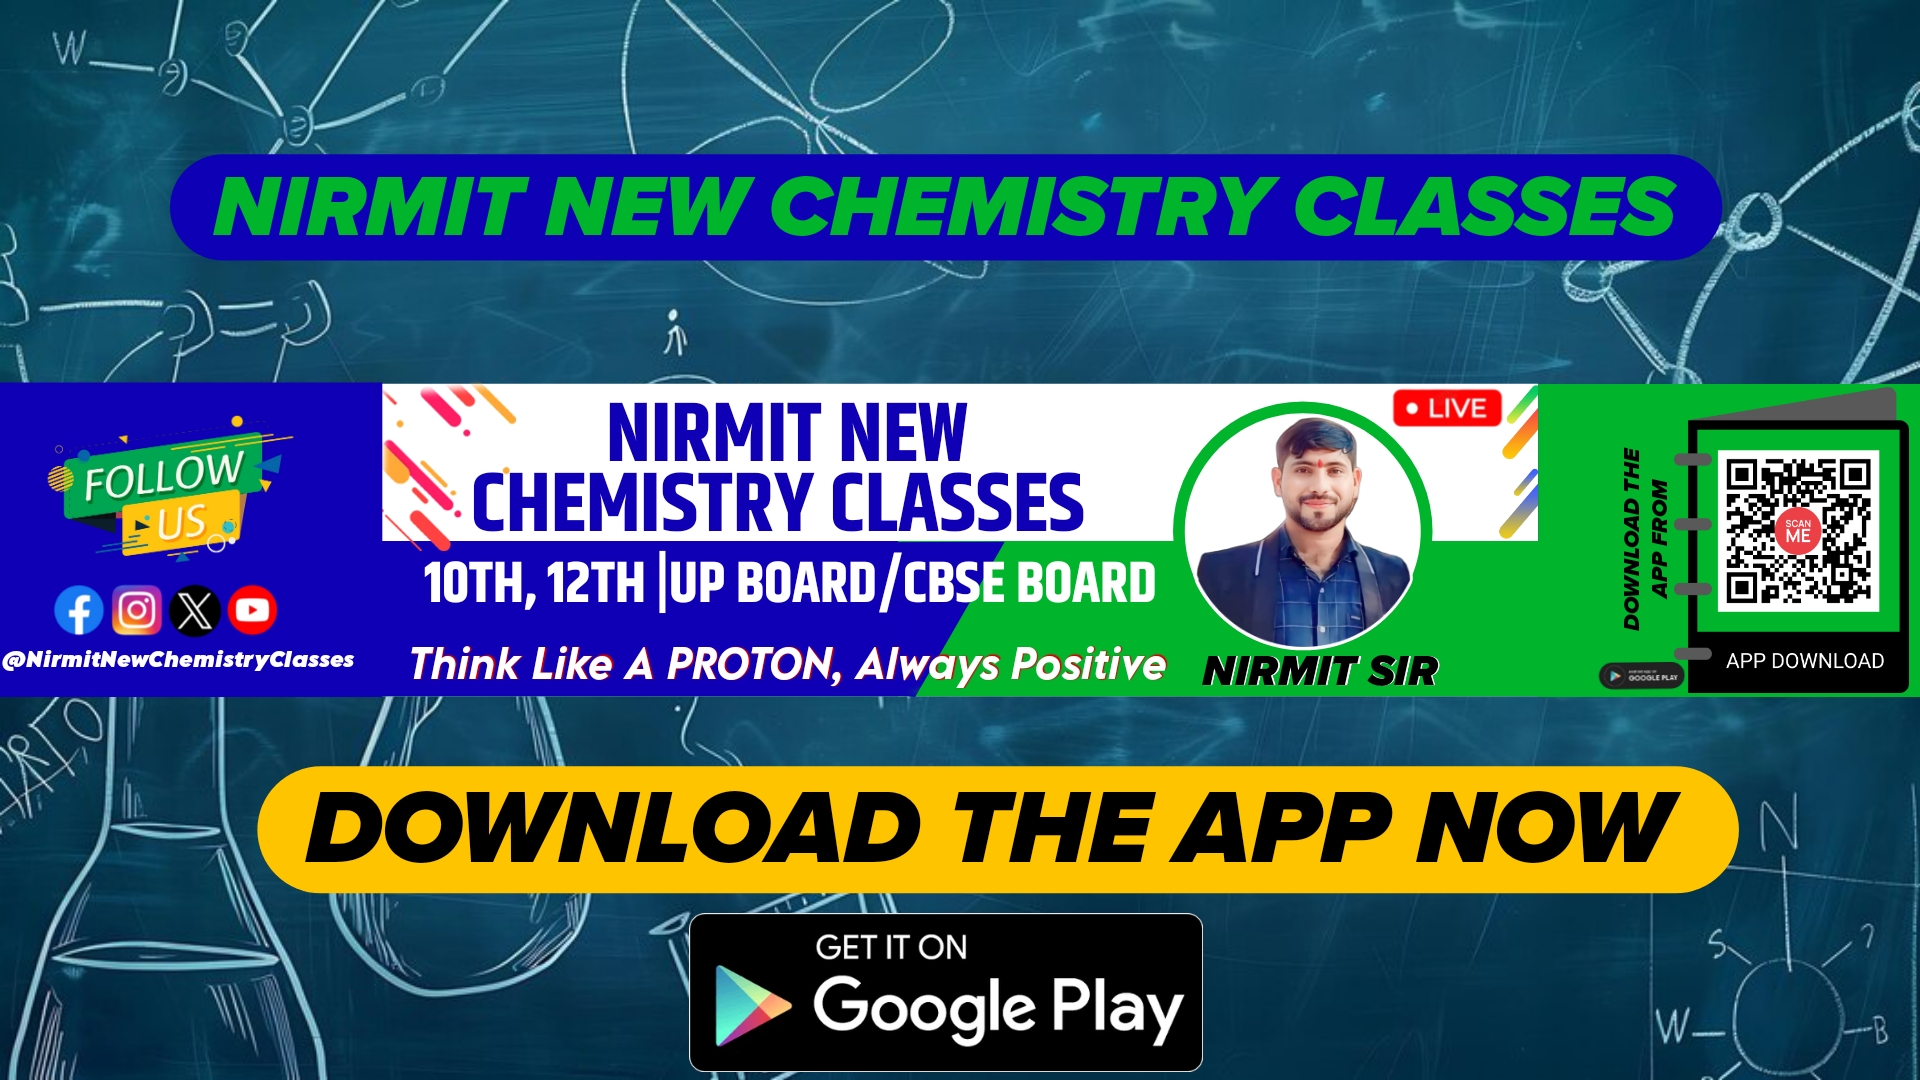 W
NIRMIT NEW CHEMISTRY CLASSES
FOLLOW
US
@NirmitNewChemistryClasses
NIRMIT NEW
CHEMISTRY CLASSES
10TH, 12TH |UP BOARD/CBSE BOARD
Think Like A PROTON, Always Positive
LIVE
NIRMIT SIR
DOWNLOAD THE
APP FROM
SCAN
ME
APP DOWNLOAD
GOOGLE PLAY
DOWNLOAD THE APP NOW
GET IT ON
Google Play
N
S
?
W
B